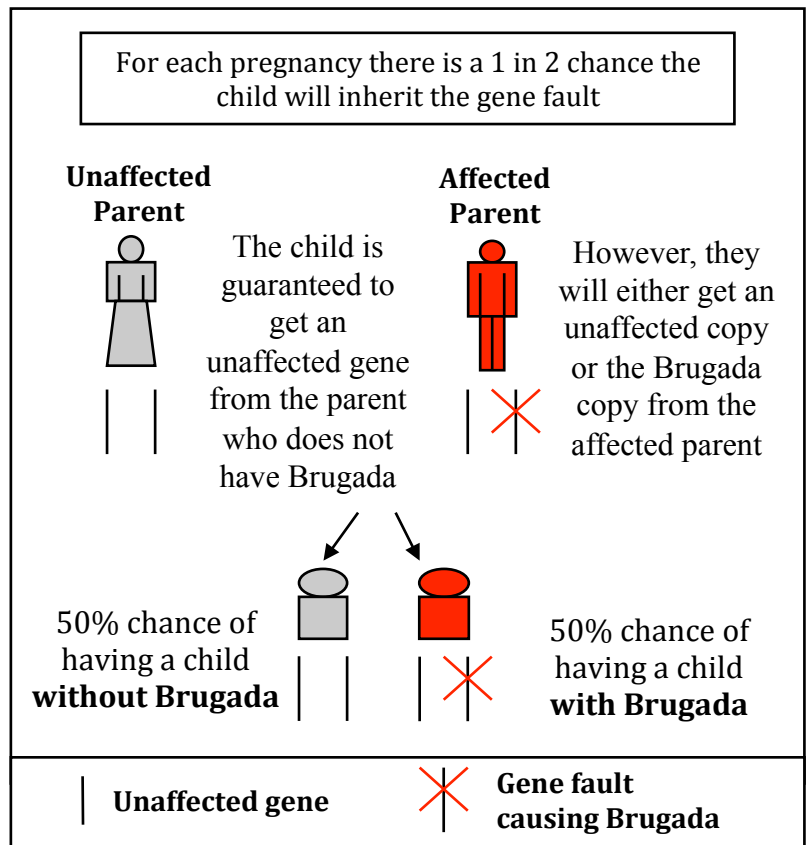 For each pregnancy there is a 1 in 2 chance the
child will inherit the gene fault
Unaffected
Parent
Affected
Parent
The child is
guaranteed to
get an
unaffected gene
from the parent
who does not
have Brugada
However, they
will either get an
unaffected copy
or the Brugada
copy from the
affected parent
50% chance of
having a child
without Brugada
50% chance of
having a child
with Brugada
Unaffected gene
Gene fault
causing Brugada